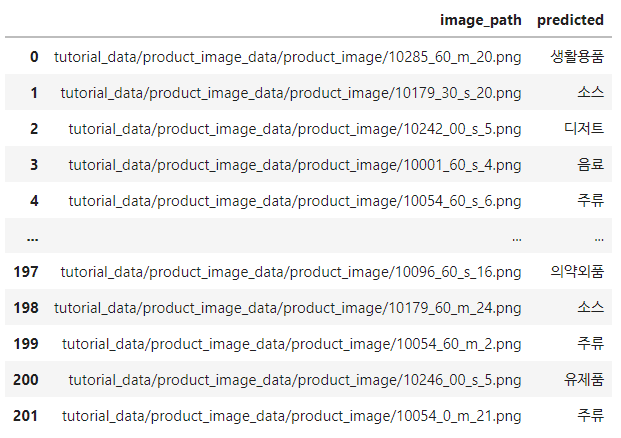 image_path predicted
0 tutorial_data/product_image_data/product_image/10285_60_m_20.png 생활용품
1 tutorial_data/product_image_data/product_image/10179_30_s_20.png 소스
2 tutorial_data/product_image_data/product_image/10242_00_s_5.png 디저트
3 tutorial_data/product_image_data/product_image/10001_60_s_4.png 음료
4 tutorial_data/product_image_data/product_image/10054_60_s_6.png 주류
... ... ...
197 tutorial_data/product_image_data/product_image/10096_60_s_16.png 의약외품
198 tutorial_data/product_image_data/product_image/10179_60_m_24.png 소스
199 tutorial_data/product_image_data/product_image/10054_60_m_2.png 주류
200 tutorial_data/product_image_data/product_image/10246_00_s_5.png 유제품
201 tutorial_data/product_image_data/product_image/10054_0_m_21.png 주류